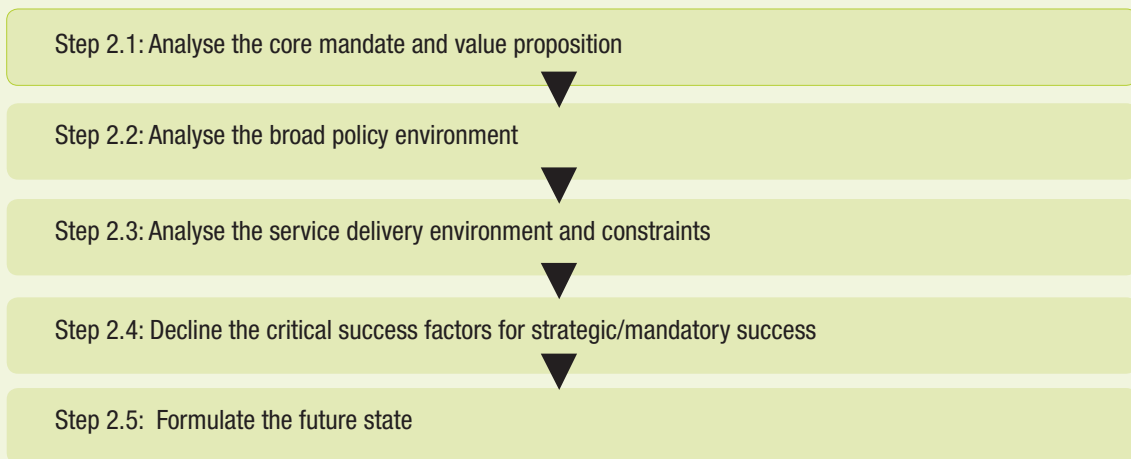 Step 2.1: Analyse the core mandate and value proposition
Step 2.2: Analyse the broad policy environment
Step 2.3: Analyse the service delivery environment and constraints
Step 2.4: Decline the critical success factors for strategic/mandatory success
Step 2.5: Formulate the future state